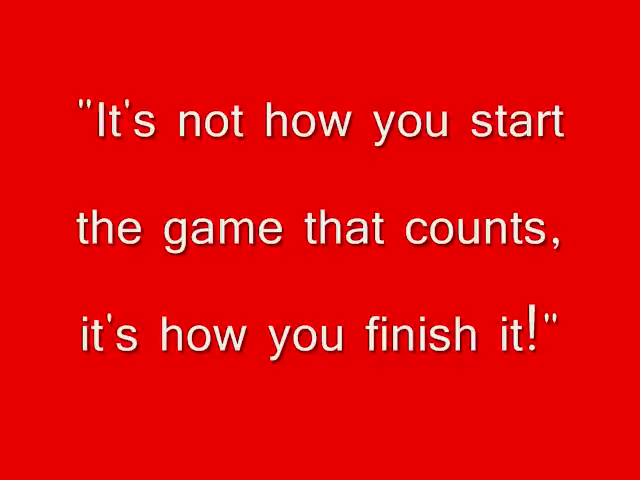 "It's not how you start
the game that counts,
it's how you finish it!"